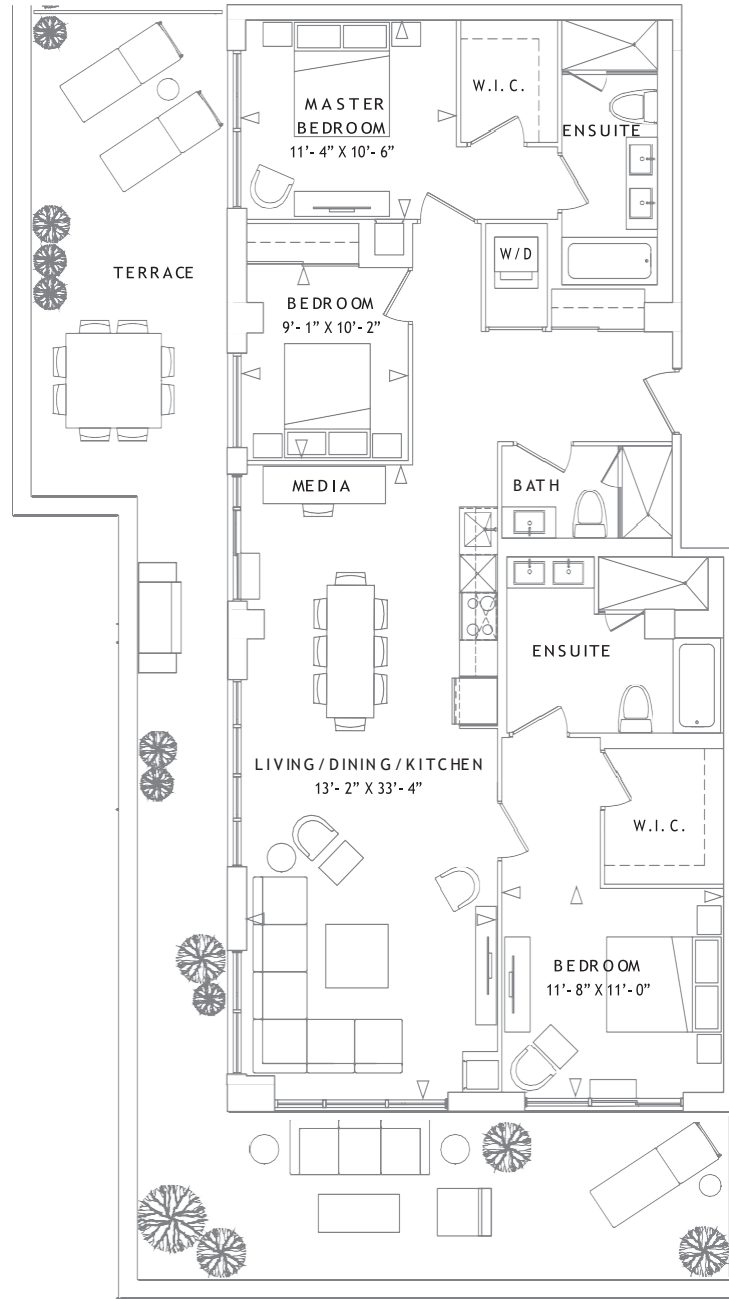 W.I.C.
MASTER
BEDROOM
11’-4” X 10’-6”
ENSUITE
TERRACE
W/D
BEDROOM
9’-1” X 10’-2”
MEDIA
BATH
ENSUITE
LIVING/DINING/KITCHEN
13’-2” X 33’-4”
W.I.C.
BEDROOM
11’-8” X 11’-0”